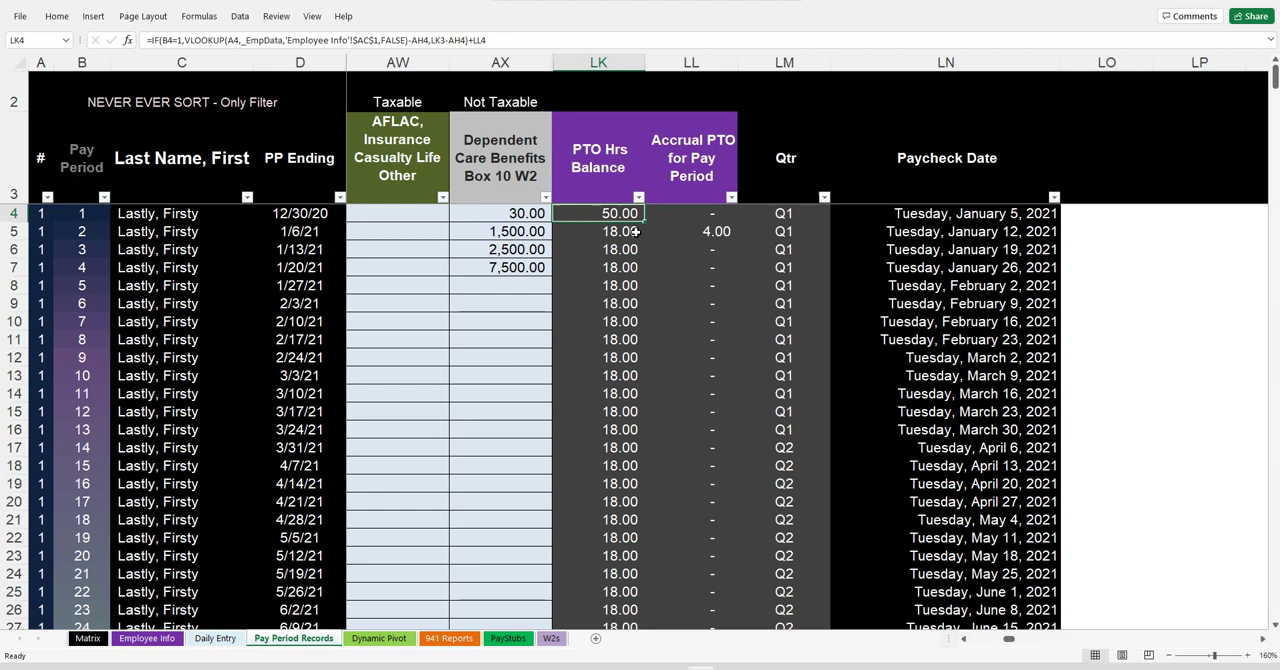 File Home Insert Page Layout Formulas Data Review View Help Comments Share
LK4 fx =IF(B4=1,VLOOKUP(A4,_EmpData,'Employee Info'!$AC$1,FALSE)-AH4,LK3-AH4)+LL4
A B C D AW AX LK LL LM LN LO LP
2 NEVER EVER SORT - Only Filter Taxable Not Taxable
3 # Pay Period Last Name, First PP Ending AFLAC, Insurance Casualty Life Other Dependent Care Benefits Box 10 W2 PTO Hrs Balance Accrual PTO for Pay Period Qtr Paycheck Date
4 1 1 Lastly, Firsty 12/30/20 30.00 50.00 - Q1 Tuesday, January 5, 2021
5 1 2 Lastly, Firsty 1/6/21 1,500.00 18.00 4.00 Q1 Tuesday, January 12, 2021
6 1 3 Lastly, Firsty 1/13/21 2,500.00 18.00 - Q1 Tuesday, January 19, 2021
7 1 4 Lastly, Firsty 1/20/21 7,500.00 18.00 - Q1 Tuesday, January 26, 2021
8 1 5 Lastly, Firsty 1/27/21 18.00 - Q1 Tuesday, February 2, 2021
9 1 6 Lastly, Firsty 2/3/21 18.00 - Q1 Tuesday, February 9, 2021
10 1 7 Lastly, Firsty 2/10/21 18.00 - Q1 Tuesday, February 16, 2021
11 1 8 Lastly, Firsty 2/17/21 18.00 - Q1 Tuesday, February 23, 2021
12 1 9 Lastly, Firsty 2/24/21 18.00 - Q1 Tuesday, March 2, 2021
13 1 10 Lastly, Firsty 3/3/21 18.00 - Q1 Tuesday, March 9, 2021
14 1 11 Lastly, Firsty 3/10/21 18.00 - Q1 Tuesday, March 16, 2021
15 1 12 Lastly, Firsty 3/17/21 18.00 - Q1 Tuesday, March 23, 2021
16 1 13 Lastly, Firsty 3/24/21 18.00 - Q1 Tuesday, March 30, 2021
17 1 14 Lastly, Firsty 3/31/21 18.00 - Q2 Tuesday, April 6, 2021
18 1 15 Lastly, Firsty 4/7/21 18.00 - Q2 Tuesday, April 13, 2021
19 1 16 Lastly, Firsty 4/14/21 18.00 - Q2 Tuesday, April 20, 2021
20 1 17 Lastly, Firsty 4/21/21 18.00 - Q2 Tuesday, April 27, 2021
21 1 18 Lastly, Firsty 4/28/21 18.00 - Q2 Tuesday, May 4, 2021
22 1 19 Lastly, Firsty 5/5/21 18.00 - Q2 Tuesday, May 11, 2021
23 1 20 Lastly, Firsty 5/12/21 18.00 - Q2 Tuesday, May 18, 2021
24 1 21 Lastly, Firsty 5/19/21 18.00 - Q2 Tuesday, May 25, 2021
25 1 22 Lastly, Firsty 5/26/21 18.00 - Q2 Tuesday, June 1, 2021
26 1 23 Lastly, Firsty 6/2/21 18.00 - Q2 Tuesday, June 8, 2021
27 1 24 Lastly, Firsty 6/9/21 18.00 - Q2 Tuesday, June 15, 2021
Matrix Employee Info Daily Entry Pay Period Records Dynamic Pivot 941 Reports PayStubs W2s
Ready 160%